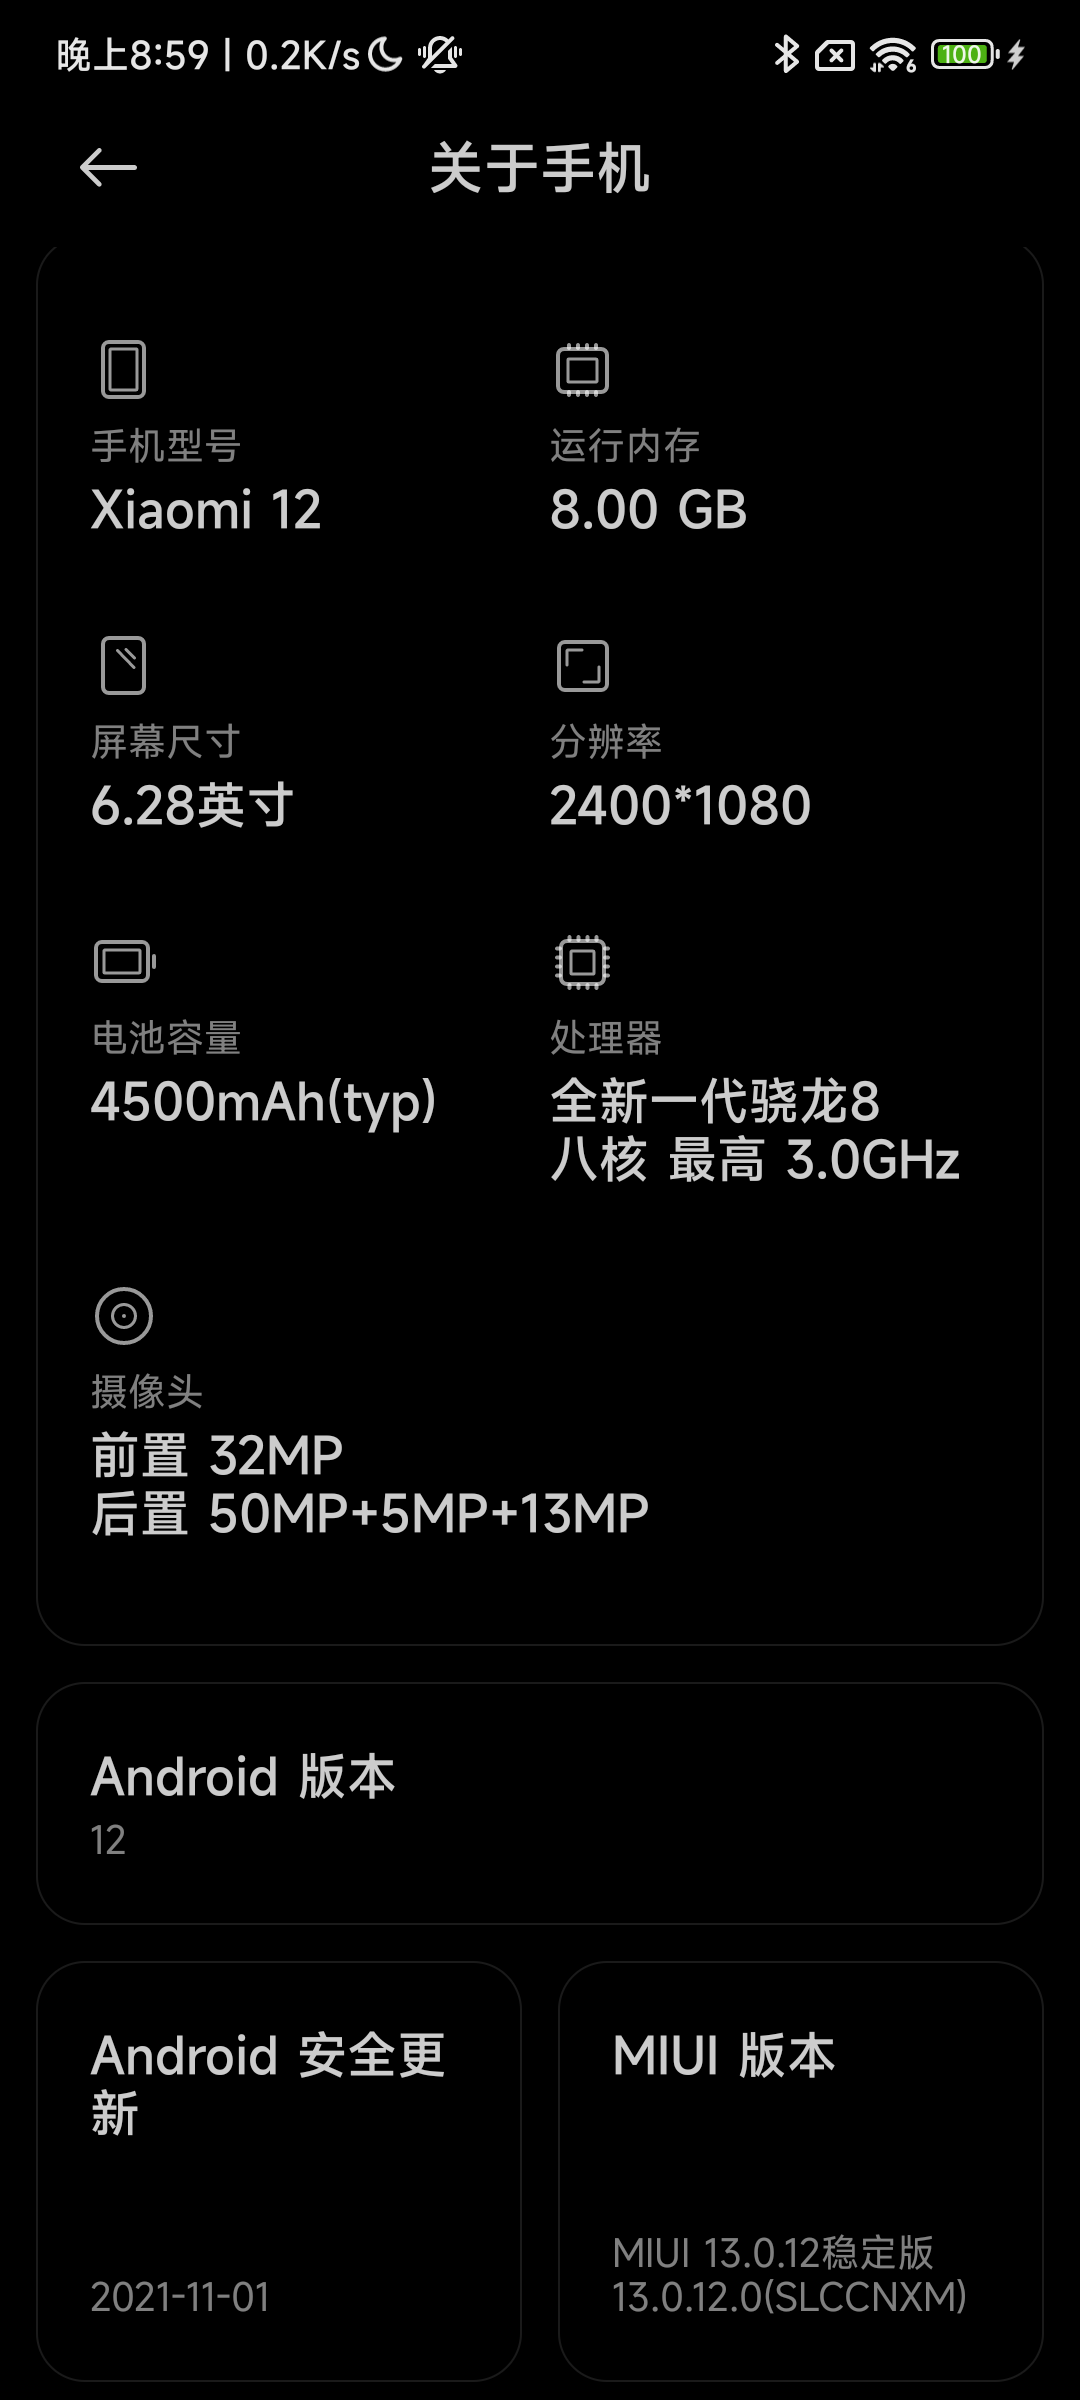 晚上8:59 | 0.2K/s
6
100
关于手机
手机型号
Xiaomi 12
运行内存
8.00 GB
屏幕尺寸
6.28英寸
分辨率
2400*1080
电池容量
4500mAh(typ)
处理器
全新一代骁龙8
八核 最高 3.0GHz
摄像头
前置 32MP
后置 50MP+5MP+13MP
Android 版本
12
Android 安全更
新
2021-11-01
MIUI 版本
MIUI 13.0.12稳定版
13.0.12.0(SLCCNXM)